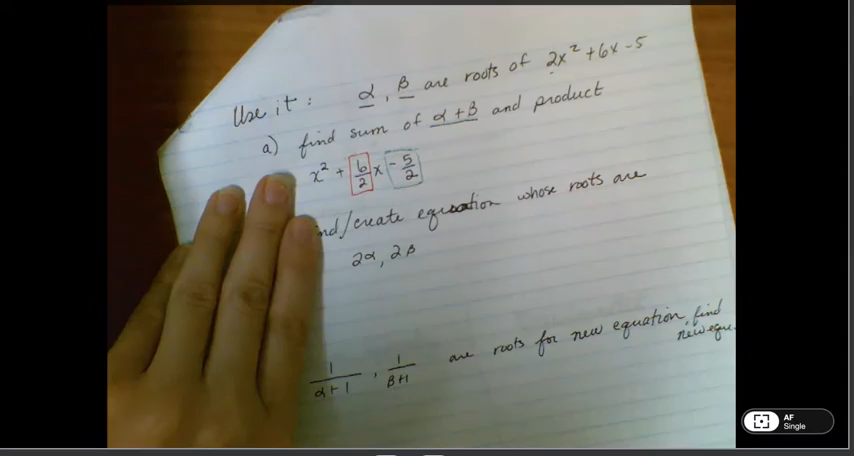 Use it : α , β are roots of 2x² + 6x - 5
a) find sum of α + β and product
x² + 6/2 x - 5/2
nd/create equation whose roots are
2α, 2β
1/(α+1) , 1/(β+1) are roots for new equation, find
new equ.
AF
Single